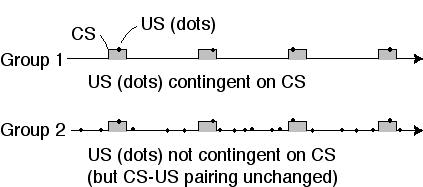 CS
US (dots)
Group 1
US (dots) contingent on CS
Group 2
US (dots) not contingent on CS
(but CS-US pairing unchanged)